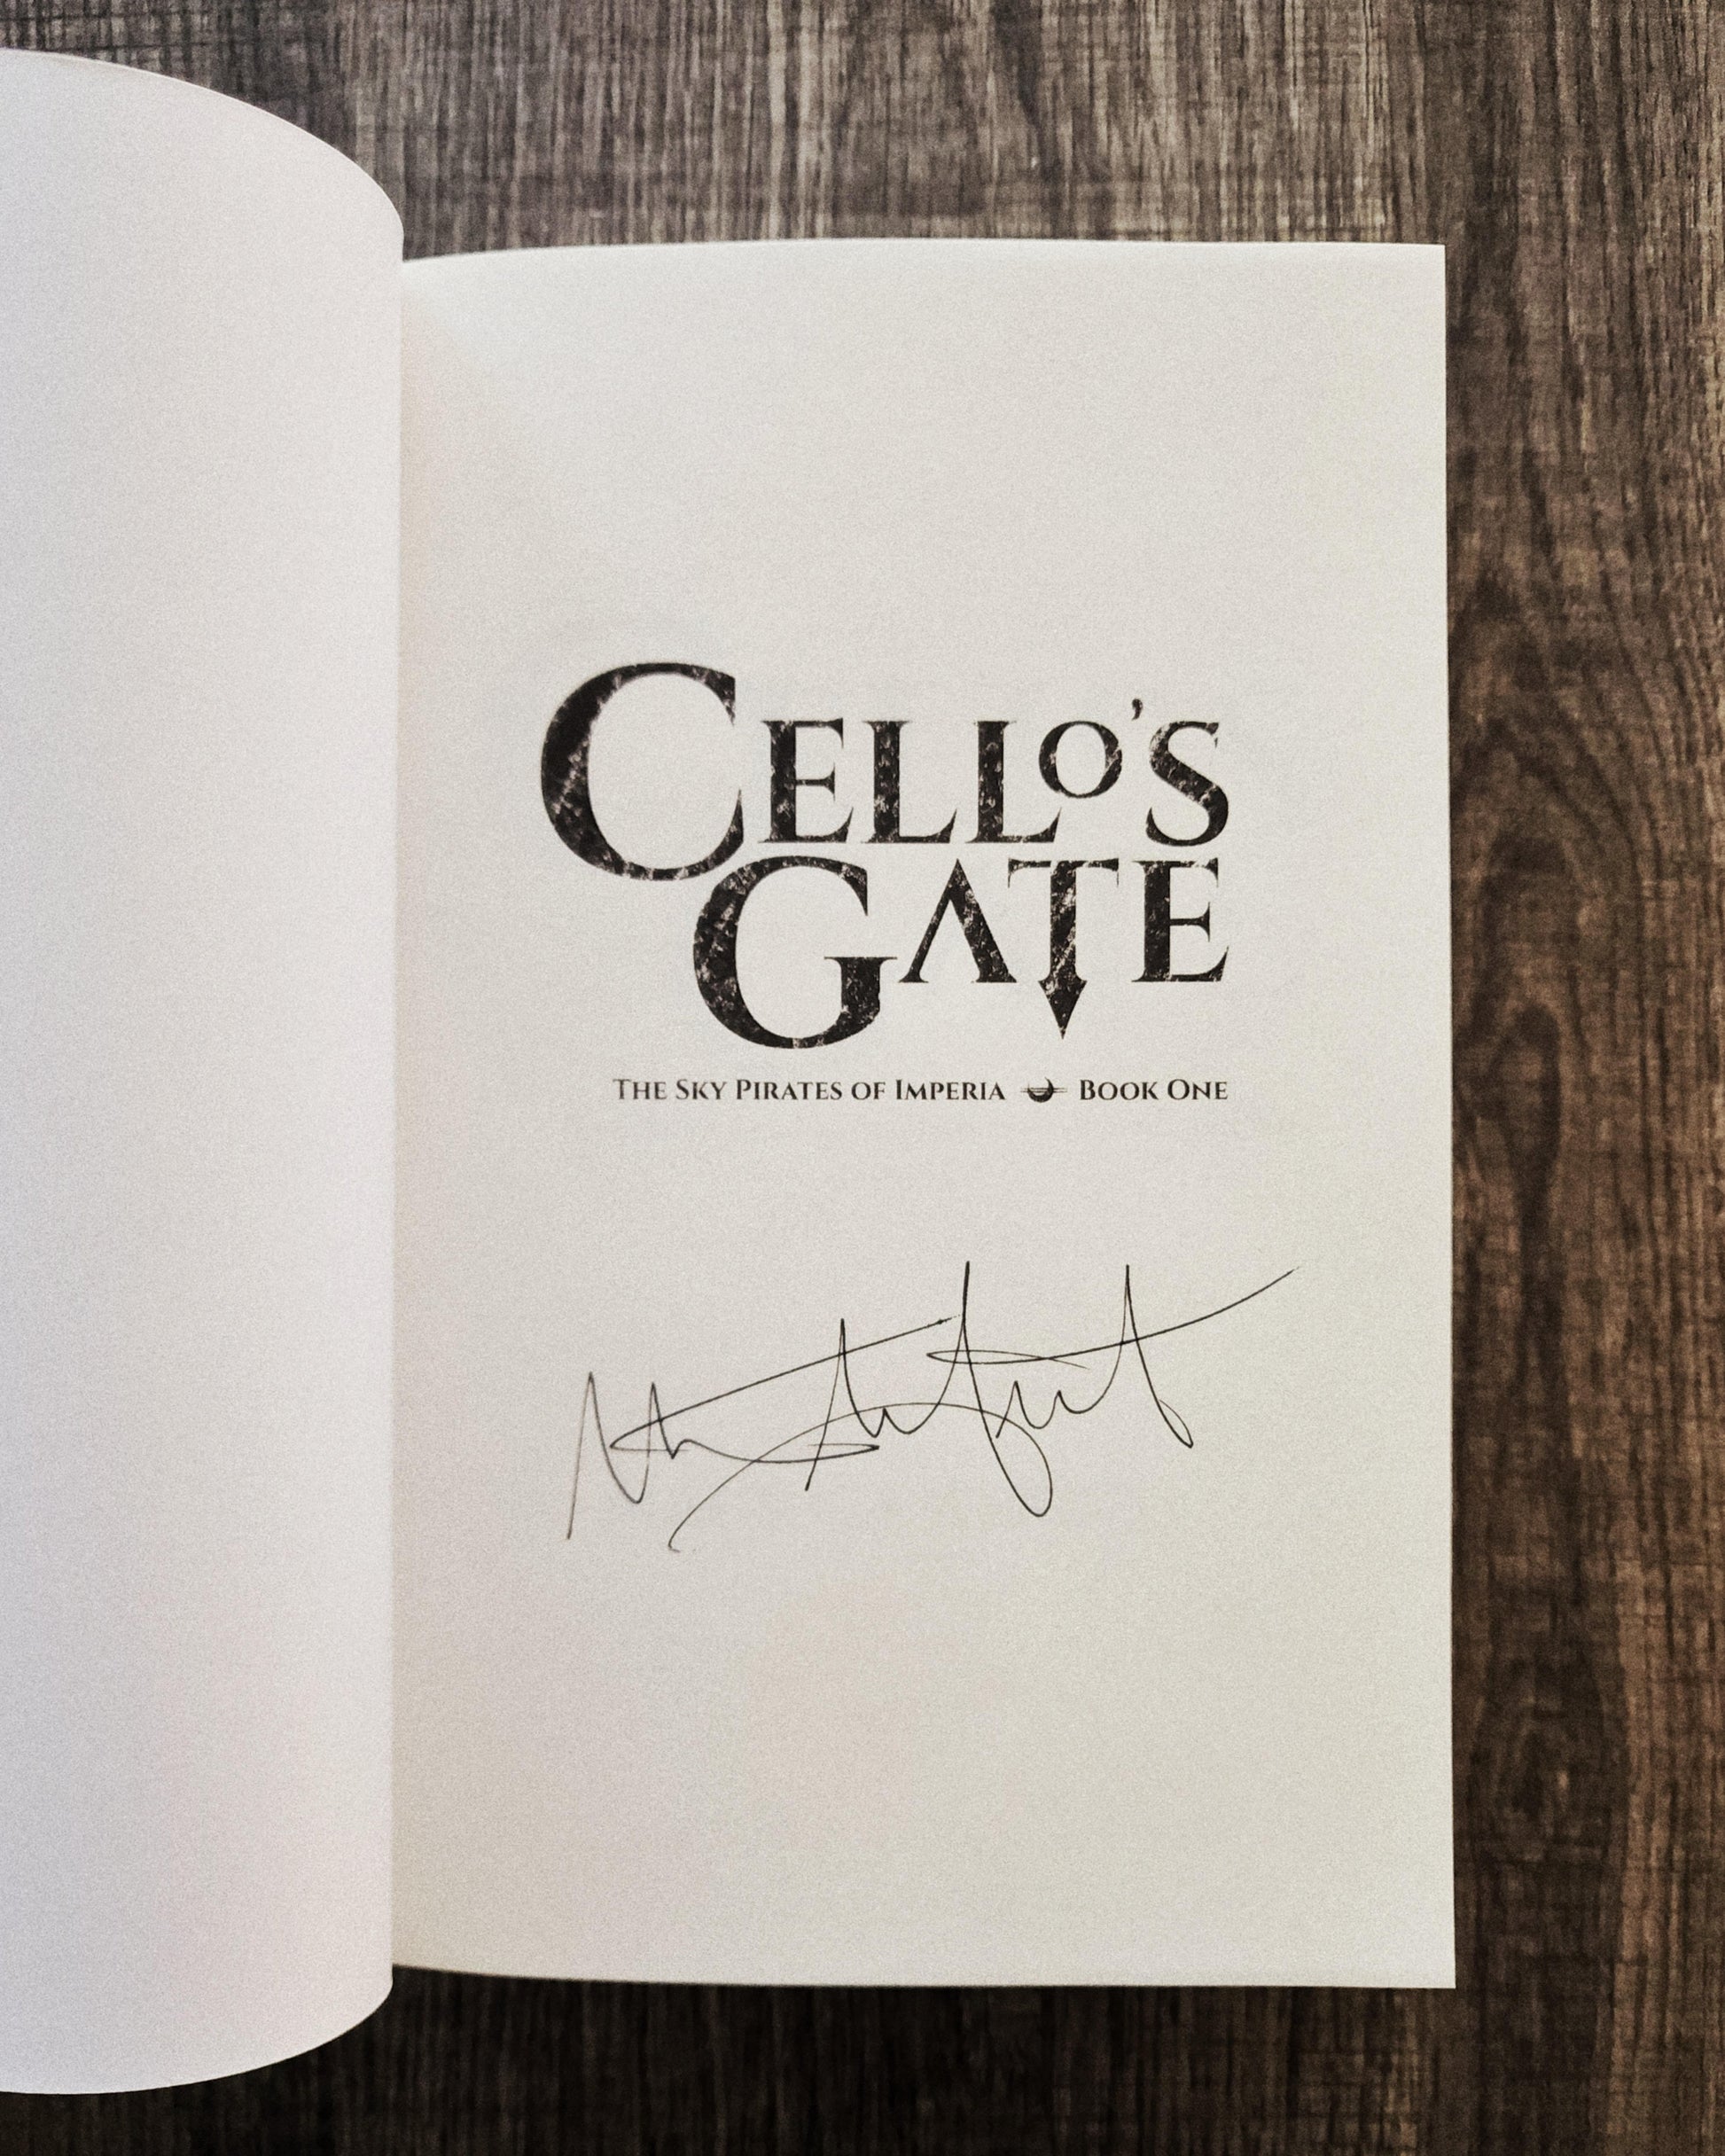 CELLO'S
GATE
THE SKY PIRATES OF IMPERIA BOOK ONE